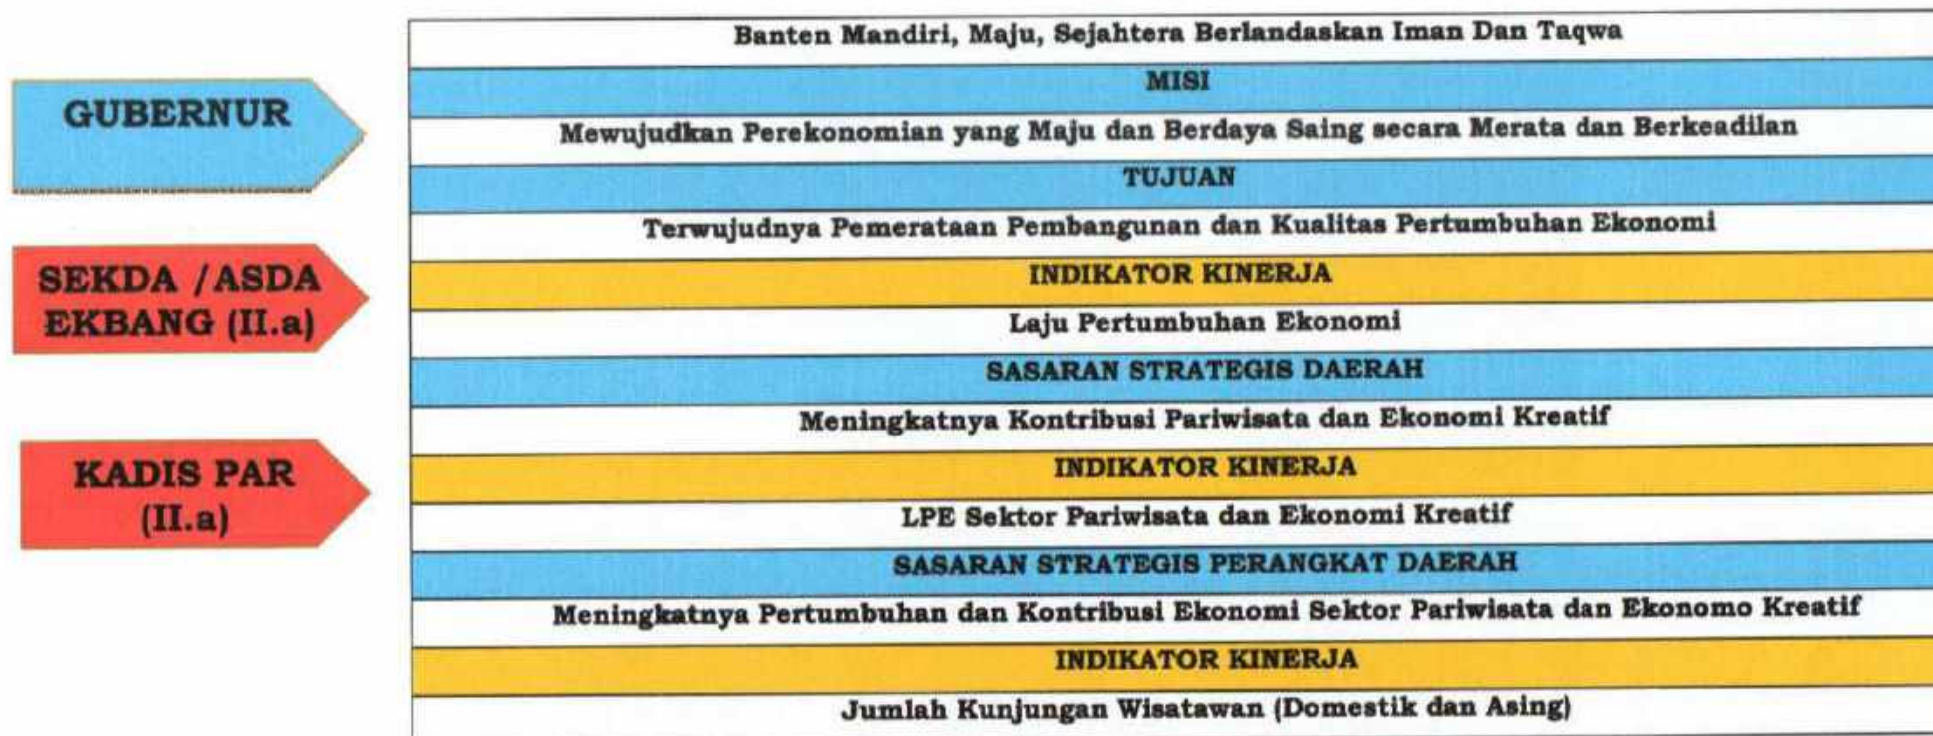 Banten Mandiri, Maju, Sejahtera Berlandaskan Iman Dan Taqwa
GUBERNUR
MISI
Mewujudkan Perekonomian yang Maju dan Berdaya Saing secara Merata dan Berkeadilan
TUJUAN
Terwujudnya Pemerataan Pembangunan dan Kualitas Pertumbuhan Ekonomi
SEKDA /ASDA
EKBANG (II.a)
INDIKATOR KINERJA
Laju Pertumbuhan Ekonomi
SASARAN STRATEGIS DAERAH
Meningkatnya Kontribusi Pariwisata dan Ekonomi Kreatif
KADIS PAR
(II.a)
INDIKATOR KINERJA
LPE Sektor Pariwisata dan Ekonomi Kreatif
SASARAN STRATEGIS PERANGKAT DAERAH
Meningkatnya Pertumbuhan dan Kontribusi Ekonomi Sektor Pariwisata dan Ekonomo Kreatif
INDIKATOR KINERJA
Jumlah Kunjungan Wisatawan (Domestik dan Asing)